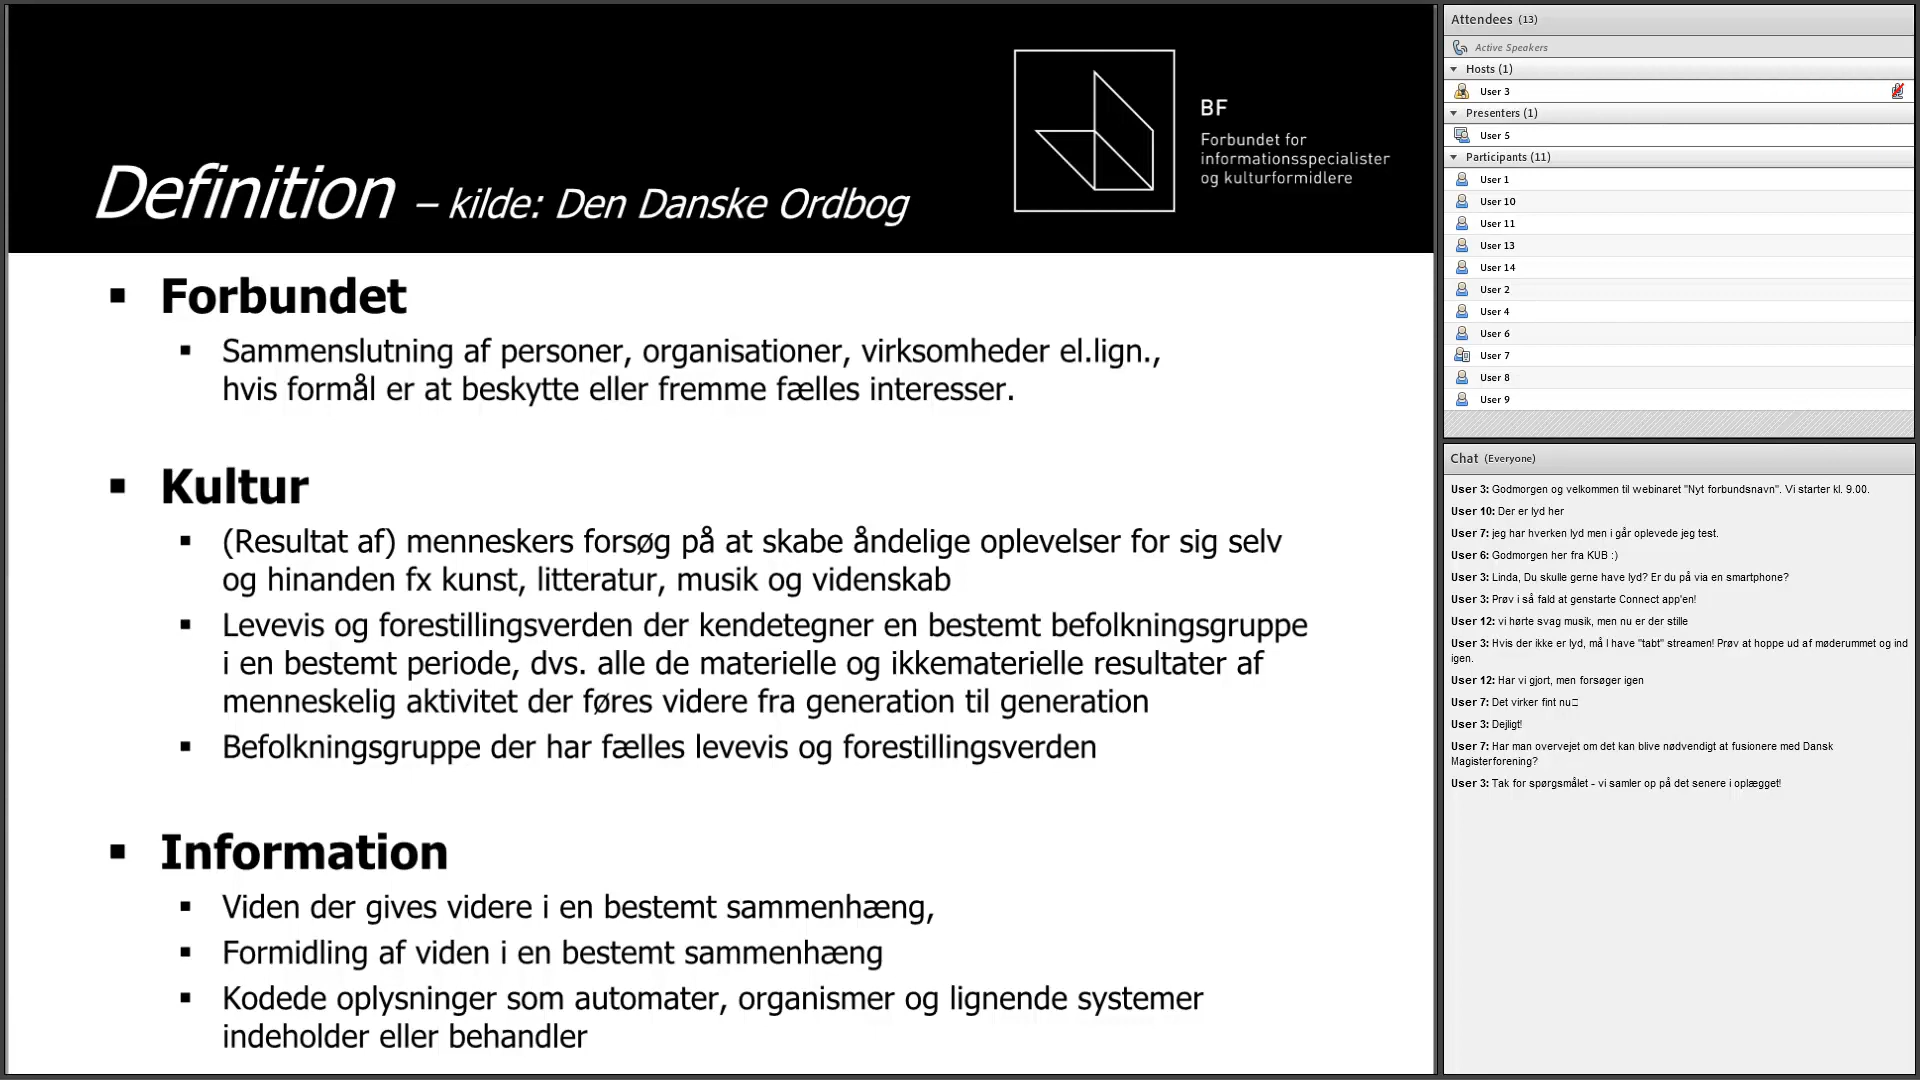 Definition – kilde: Den Danske Ordbog
BF
Forbundet for
informationsspecialister
og kulturformidlere
▪ Forbundet
▪ Sammenslutning af personer, organisationer, virksomheder el.lign.,
hvis formål er at beskytte eller fremme fælles interesser.
▪ Kultur
▪ (Resultat af) menneskers forsøg på at skabe åndelige oplevelser for sig selv
og hinanden fx kunst, litteratur, musik og videnskab
▪ Levevis og forestillingsverden der kendetegner en bestemt befolkningsgruppe
i en bestemt periode, dvs. alle de materielle og ikkematerielle resultater af
menneskelig aktivitet der føres videre fra generation til generation
▪ Befolkningsgruppe der har fælles levevis og forestillingsverden
▪ Information
▪ Viden der gives videre i en bestemt sammenhæng,
▪ Formidling af viden i en bestemt sammenhæng
▪ Kodede oplysninger som automater, organismer og lignende systemer
indeholder eller behandler
Attendees (13)
Active Speakers
Hosts (1)
User 3
Presenters (1)
User 5
Participants (11)
User 1
User 10
User 11
User 13
User 14
User 2
User 4
User 6
User 7
User 8
User 9
Chat (Everyone)
User 3: Godmorgen og velkommen til webinaret "Nyt forbundsnavn". Vi starter kl. 9.00.
User 10: Der er lyd her
User 7: jeg har hverken lyd men i går oplevede jeg test.
User 6: Godmorgen her fra KUB :)
User 3: Linda, Du skulle gerne have lyd? Er du på via en smartphone?
User 3: Prøv i så fald at genstarte Connect app'en!
User 12: vi hørte svag musik, men nu er der stille
User 3: Hvis der ikke er lyd, må I have "tabt" streamen! Prøv at hoppe ud af møderummet og ind
igen.
User 12: Har vi gjort, men forsøger igen
User 7: Det virker fint nu□
User 3: Dejligt!
User 7: Har man overvejet om det kan blive nødvendigt at fusionere med Dansk
Magisterforening?
User 3: Tak for spørgsmålet - vi samler op på det senere i oplægget!